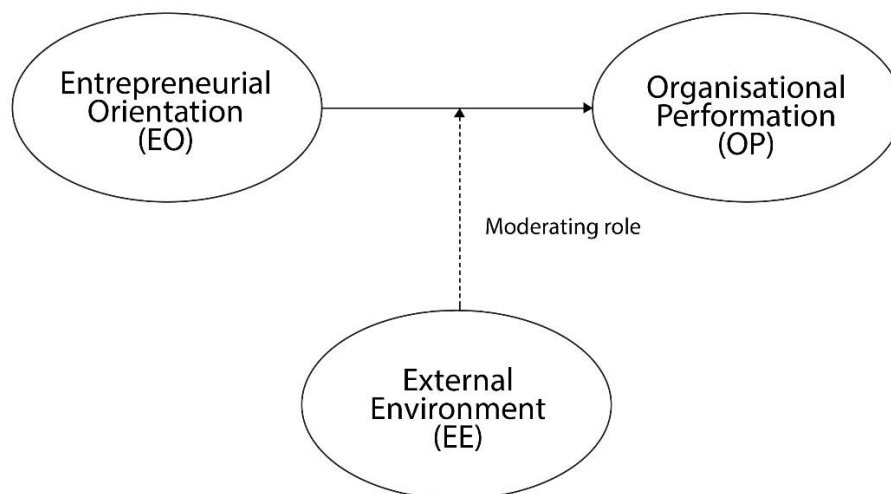 Entrepreneurial
Orientation
(EO)
Organisational
Performation
(OP)
Moderating role
External
Environment
(EE)